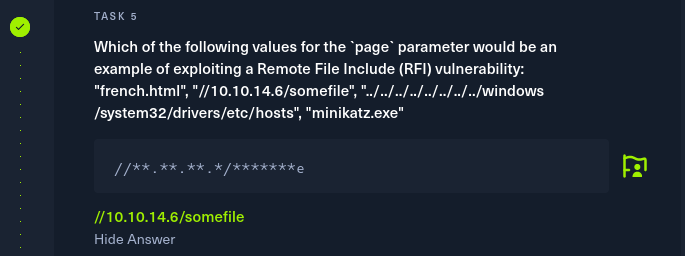 TASK 5
Which of the following values for the `page` parameter would be an
example of exploiting a Remote File Include (RFI) vulnerability:
"french.html", "//10.10.14.6/somefile", "../../../../../../../../windows
/system32/drivers/etc/hosts", "minikatz.exe"
//**.**.**.*/*******e
//10.10.14.6/somefile
Hide Answer